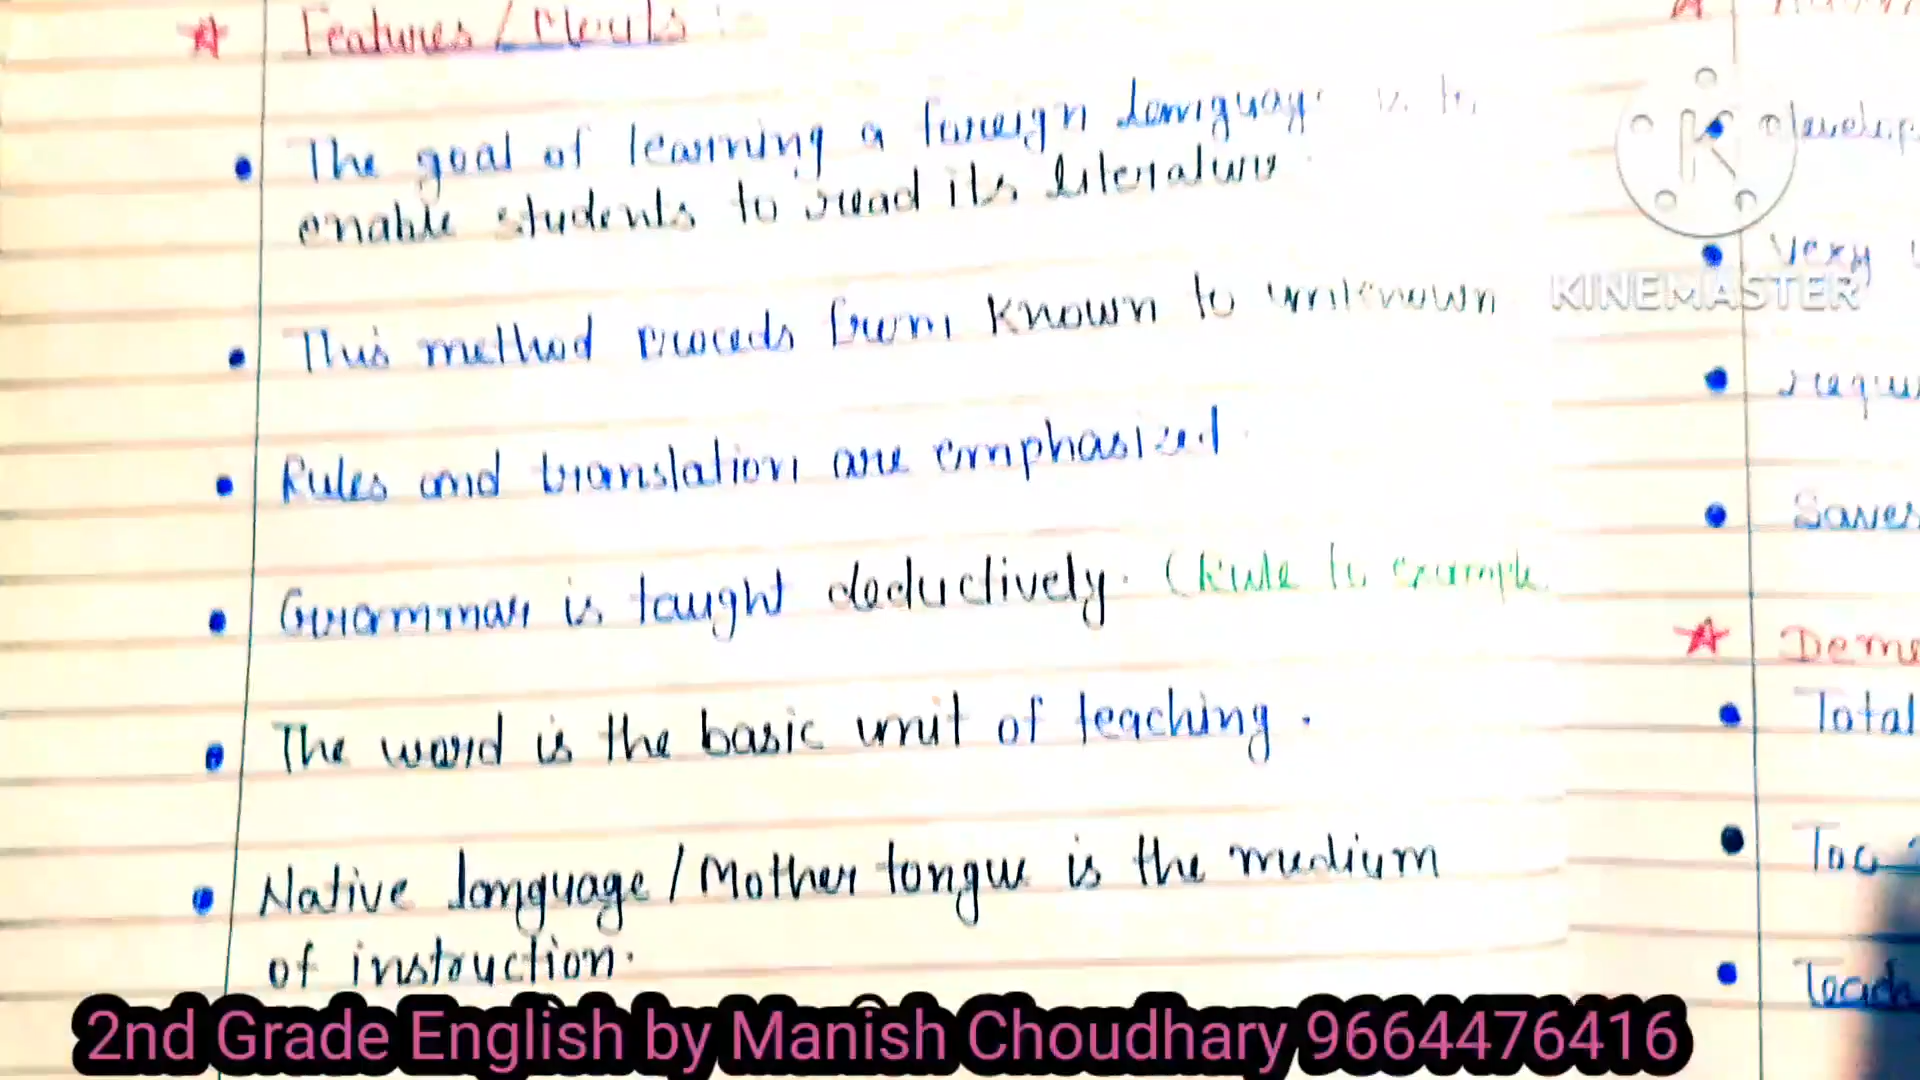 Features / Merits :
The goal of learning a foreign language is to
enable students to read its literature
This method proceds from known to unknown
Rules and translation are emphasized.
Grammar is taught deductively. (Rule to example
The word is the basic unit of teaching.
Native language / Mother tongue is the medium
of instruction.
KINEMASTER
Very
Saves
Total
2nd Grade English by Manish Choudhary 9664476416